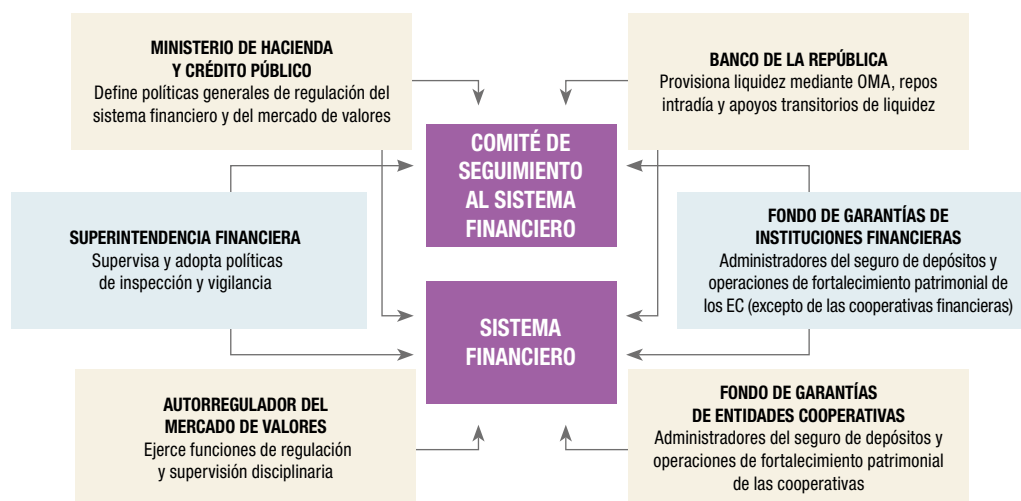 MINISTERIO DE HACIENDA
Y CRÉDITO PÚBLICO
Define políticas generales de regulación del
sistema financiero y del mercado de valores
BANCO DE LA REPÚBLICA
Provisiona liquidez mediante OMA, repos
intradía y apoyos transitorios de liquidez
COMITÉ DE
SEGUIMIENTO
AL SISTEMA
FINANCIERO
SUPERINTENDENCIA FINANCIERA
Supervisa y adopta políticas
de inspección y vigilancia
FONDO DE GARANTÍAS DE
INSTITUCIONES FINANCIERAS
Administradores del seguro de depósitos y
operaciones de fortalecimiento patrimonial de
los EC (excepto de las cooperativas financieras)
SISTEMA
FINANCIERO
AUTORREGULADOR DEL
MERCADO DE VALORES
Ejerce funciones de regulación
y supervisión disciplinaria
FONDO DE GARANTÍAS
DE ENTIDADES COOPERATIVAS
Administradores del seguro de depósitos y
operaciones de fortalecimiento patrimonial
de las cooperativas